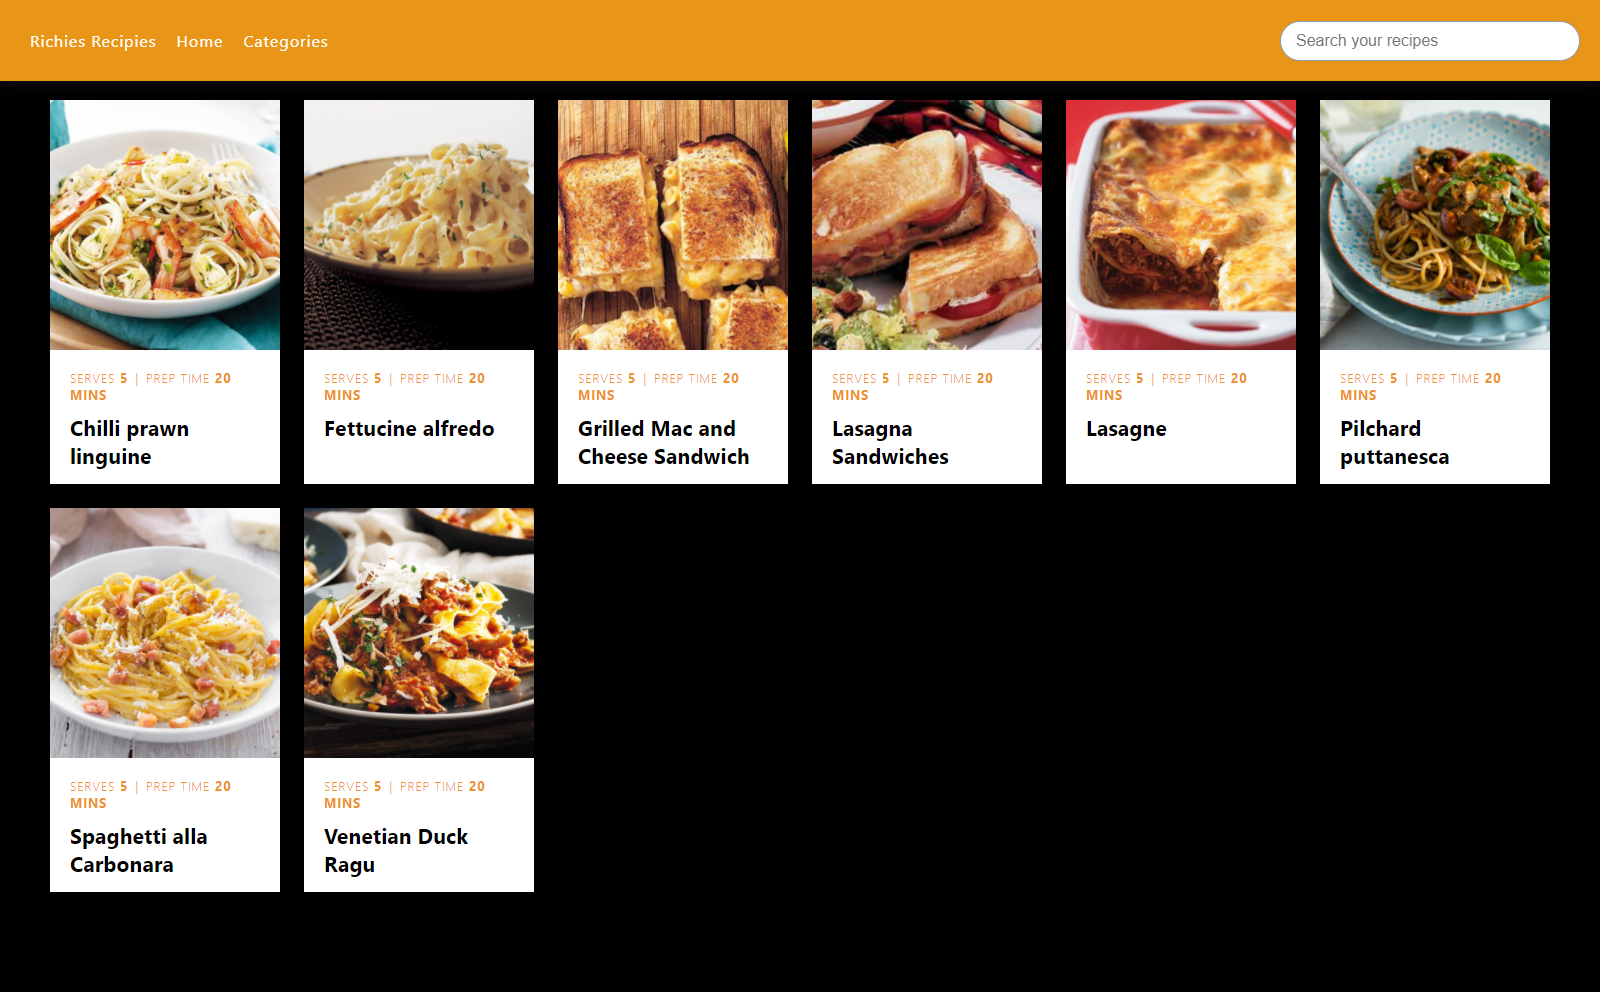 Richies Recipies Home Categories
Search your recipes
SERVES 5 | PREP TIME 20
MINS
Chilli prawn
linguine
SERVES 5 | PREP TIME 20
MINS
Fettucine alfredo
SERVES 5 | PREP TIME 20
MINS
Grilled Mac and
Cheese Sandwich
SERVES 5 | PREP TIME 20
MINS
Lasagna
Sandwiches
SERVES 5 | PREP TIME 20
MINS
Lasagne
SERVES 5 | PREP TIME 20
MINS
Pilchard
puttanesca
SERVES 5 | PREP TIME 20
MINS
Spaghetti alla
Carbonara
SERVES 5 | PREP TIME 20
MINS
Venetian Duck
Ragu